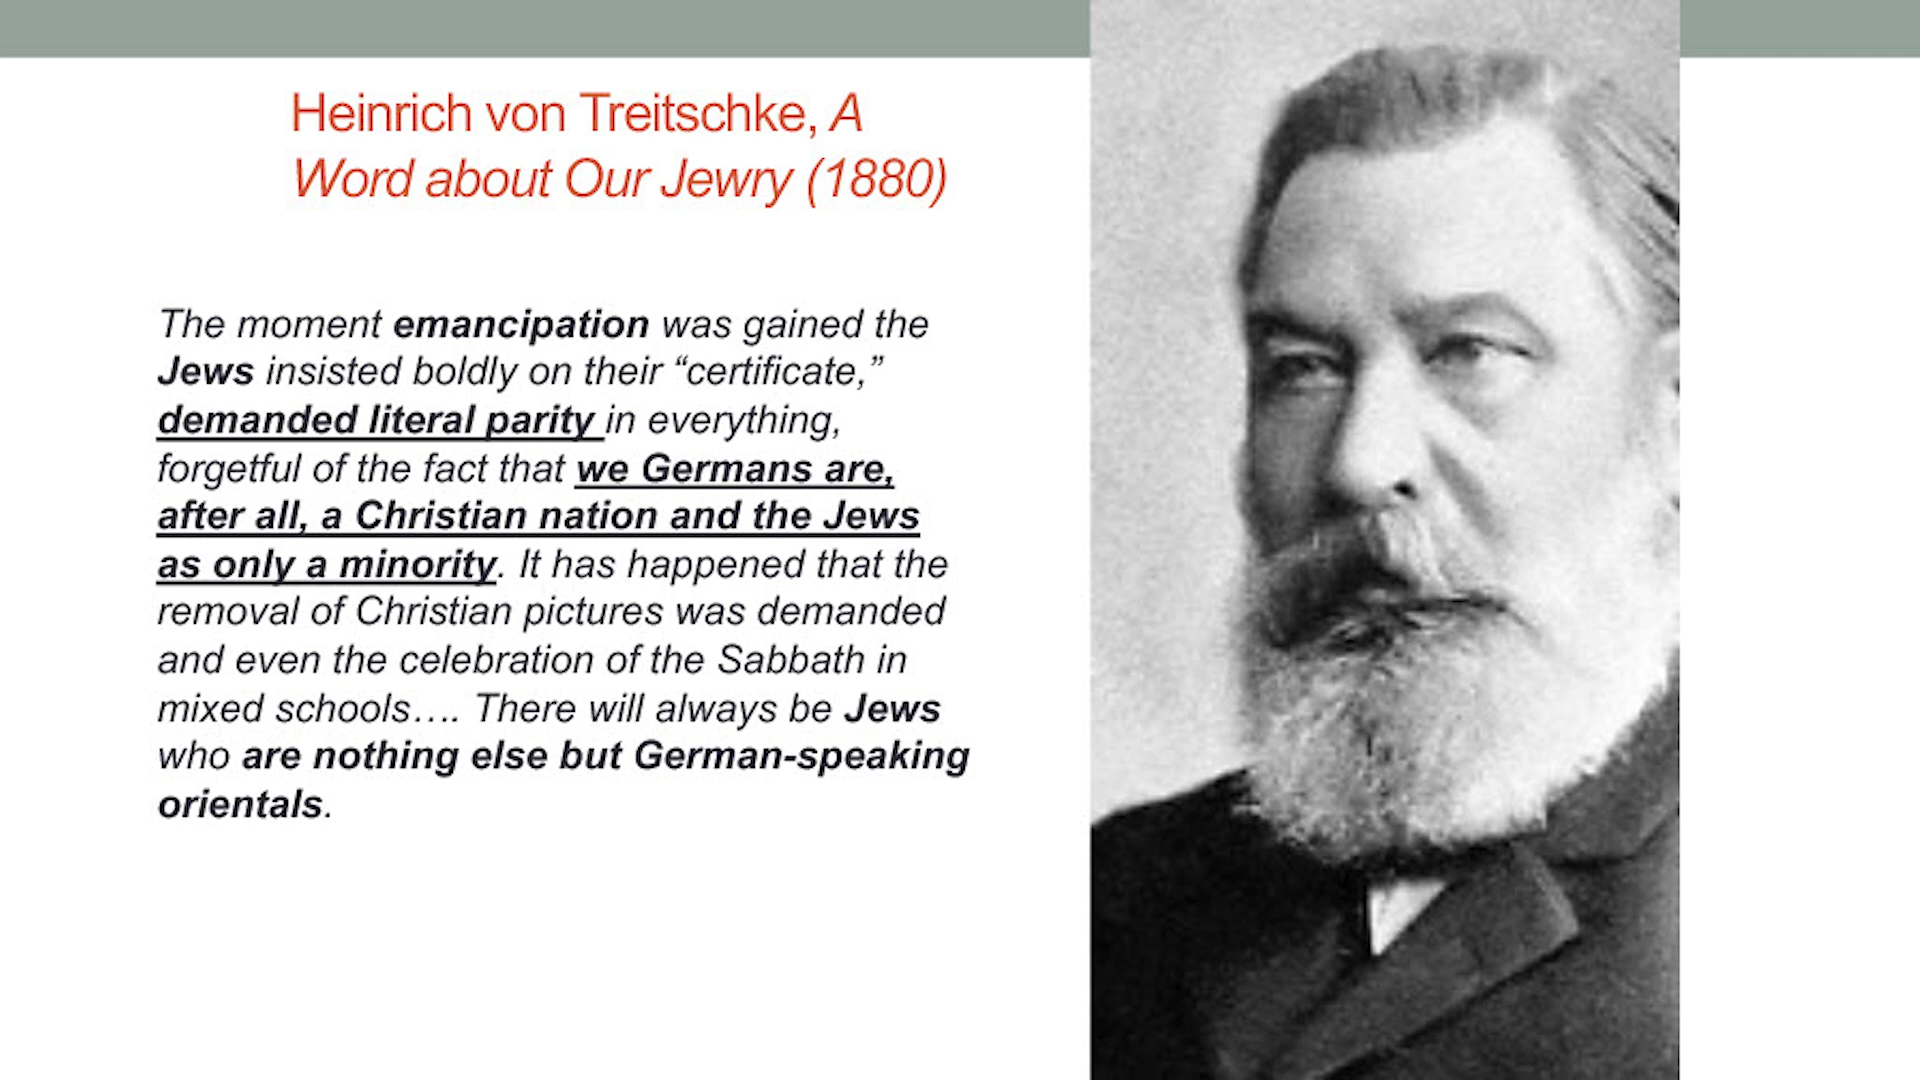 Heinrich von Treitschke, A
Word about Our Jewry (1880)
The moment emancipation was gained the
Jews insisted boldly on their “certificate,”
demanded literal parity in everything,
forgetful of the fact that we Germans are,
after all, a Christian nation and the Jews
as only a minority. It has happened that the
removal of Christian pictures was demanded
and even the celebration of the Sabbath in
mixed schools…. There will always be Jews
who are nothing else but German-speaking
orientals.